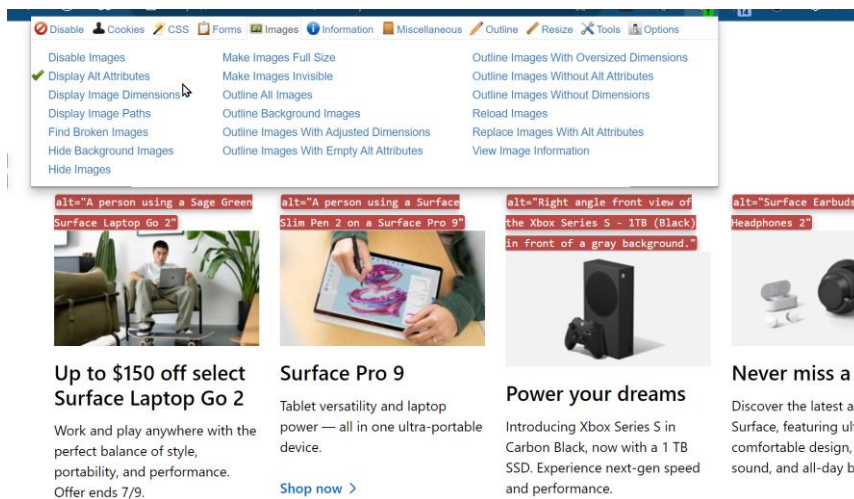 Disable Cookies CSS Forms Images Information Miscellaneous Outline Resize Tools Options
Disable Images
Display Alt Attributes
Display Image Dimensions
Display Image Paths
Find Broken Images
Hide Background Images
Hide Images
Make Images Full Size
Make Images Invisible
Outline All Images
Outline Background Images
Outline Images With Adjusted Dimensions
Outline Images With Empty Alt Attributes
Outline Images With Oversized Dimensions
Outline Images Without Alt Attributes
Outline Images Without Dimensions
Reload Images
Replace Images With Alt Attributes
View Image Information
alt="A person using a Sage Green
Surface Laptop Go 2"
Up to $150 off select
Surface Laptop Go 2
Work and play anywhere with the
perfect balance of style,
portability, and performance.
Offer ends 7/9.
alt="A person using a Surface
Slim Pen 2 on a Surface Pro 9"
Surface Pro 9
Tablet versatility and laptop
power — all in one ultra-portable
device.
Shop now >
alt="Right angle front view of
the Xbox Series S - 1TB (Black)
in front of a gray background."
Power your dreams
Introducing Xbox Series S in
Carbon Black, now with a 1 TB
SSD. Experience next-gen speed
and performance.
alt="Surface Earbuds
Headphones 2"
Never miss a
Discover the latest a
Surface, featuring ul
comfortable design,
sound, and all-day b